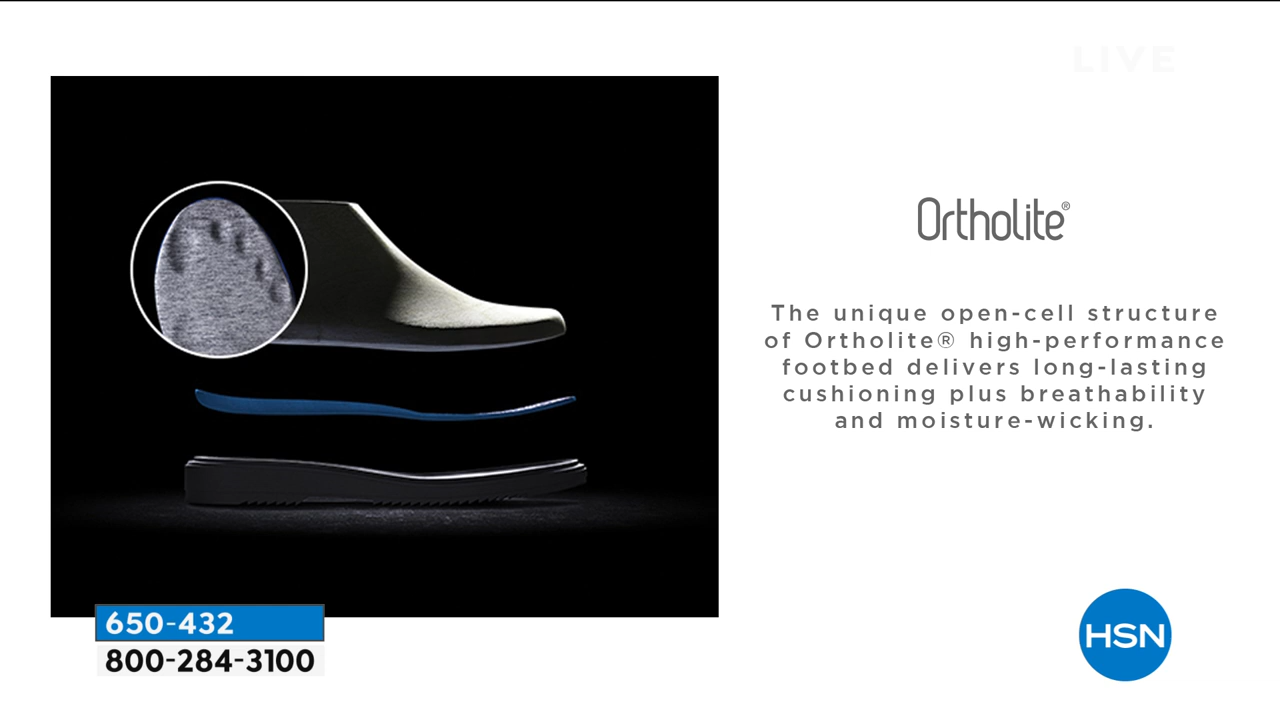 LIVE
Ortholite®
The unique open-cell structure
of Ortholite® high-performance
footbed delivers long-lasting
cushioning plus breathability
and moisture-wicking.
650-432
800-284-3100
HSN